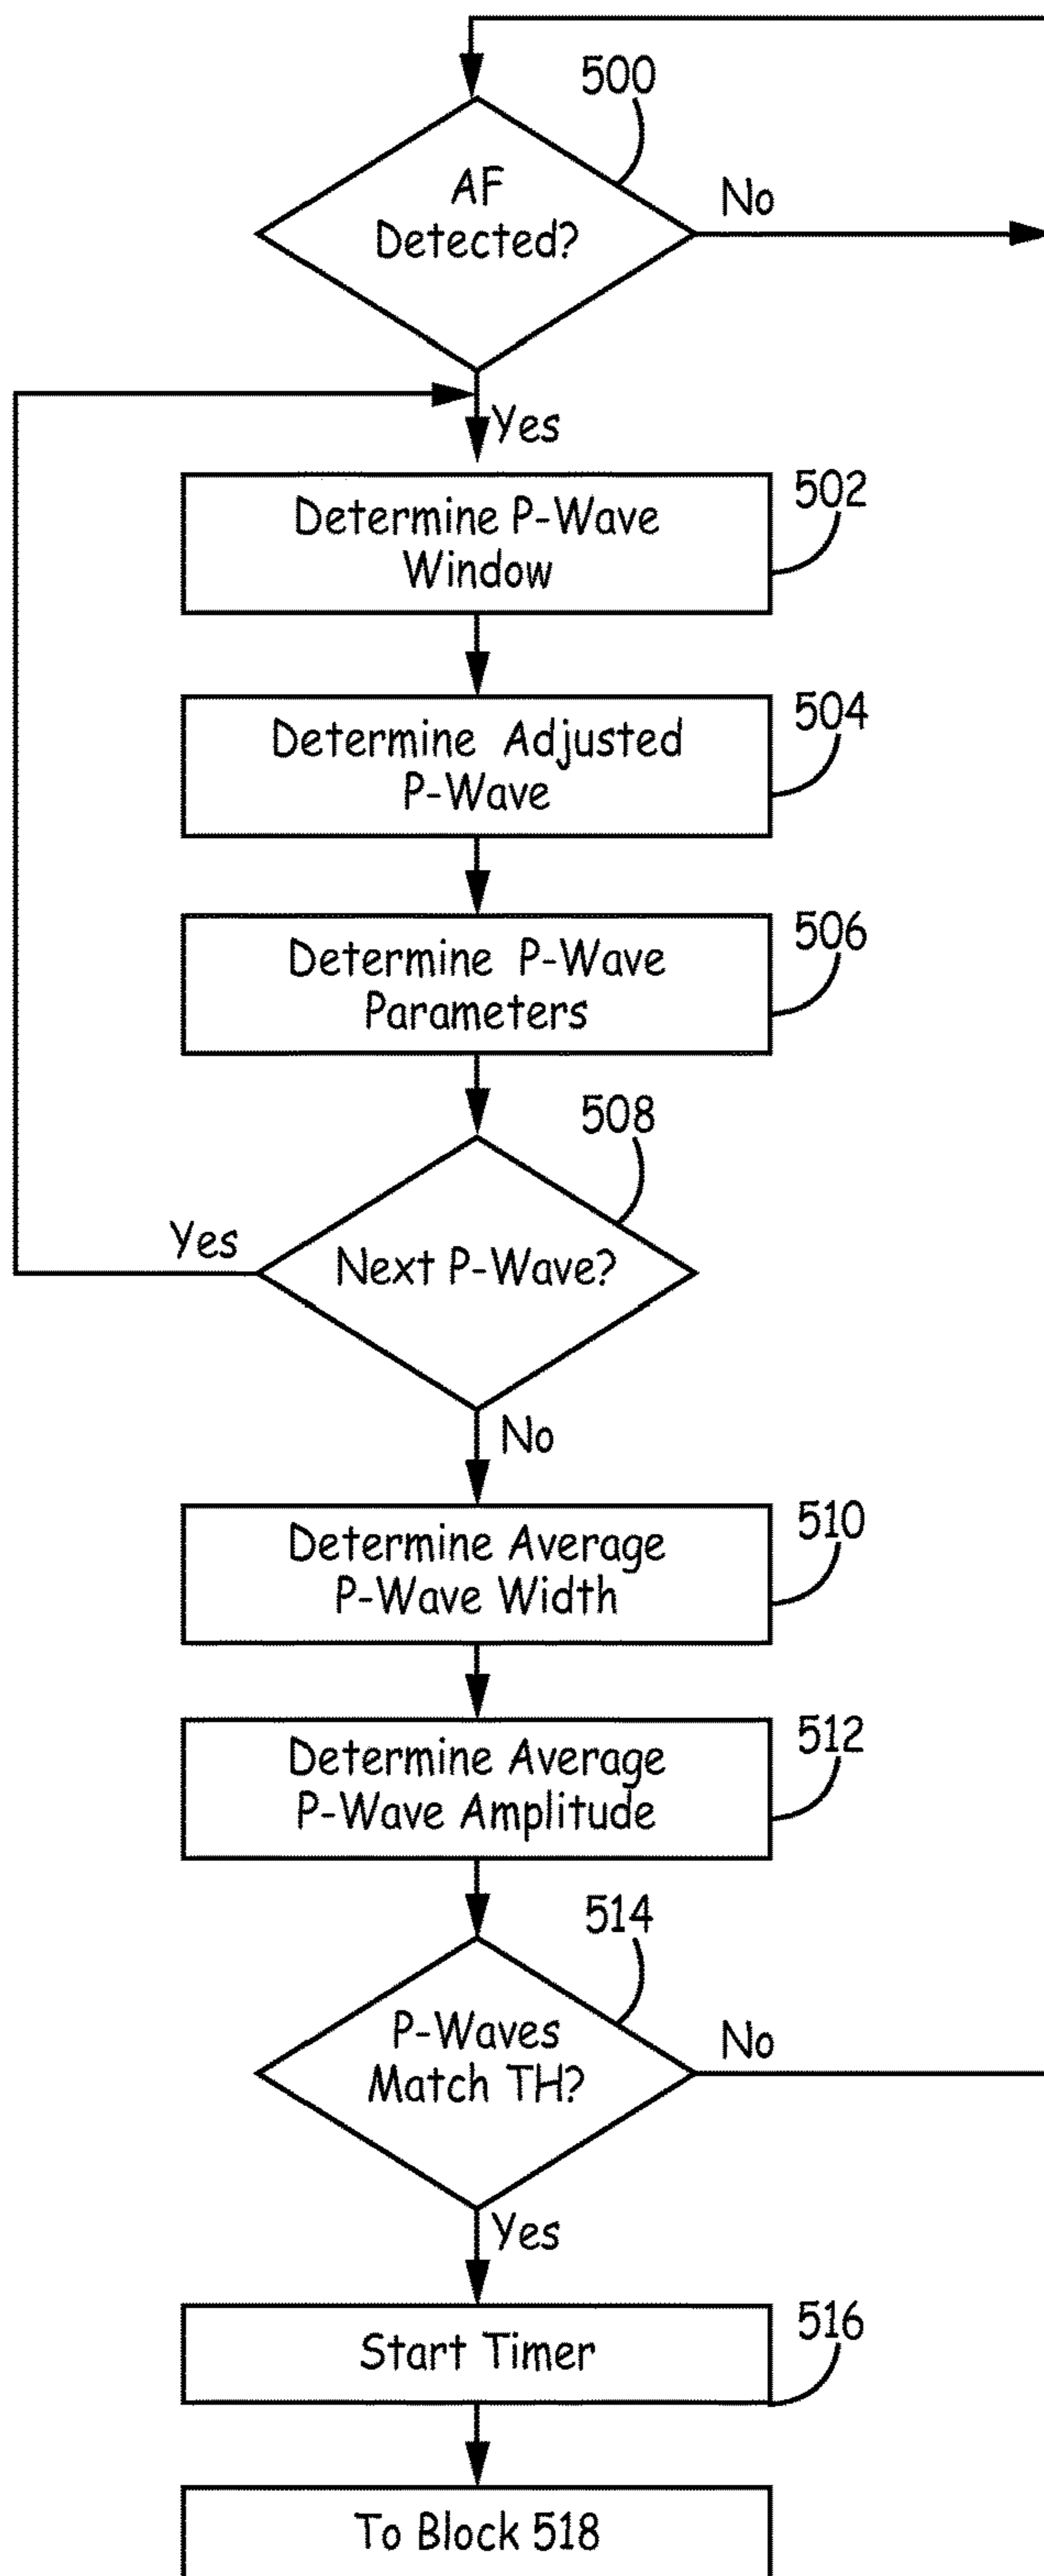 500
AF
Detected?
No
Yes
Determine P-Wave
Window
502
Determine Adjusted
P-Wave
504
Determine P-Wave
Parameters
506
508
Next P-Wave?
Yes
No
Determine Average
P-Wave Width
510
Determine Average
P-Wave Amplitude
512
514
P-Waves
Match TH?
No
Yes
Start Timer
516
To Block 518